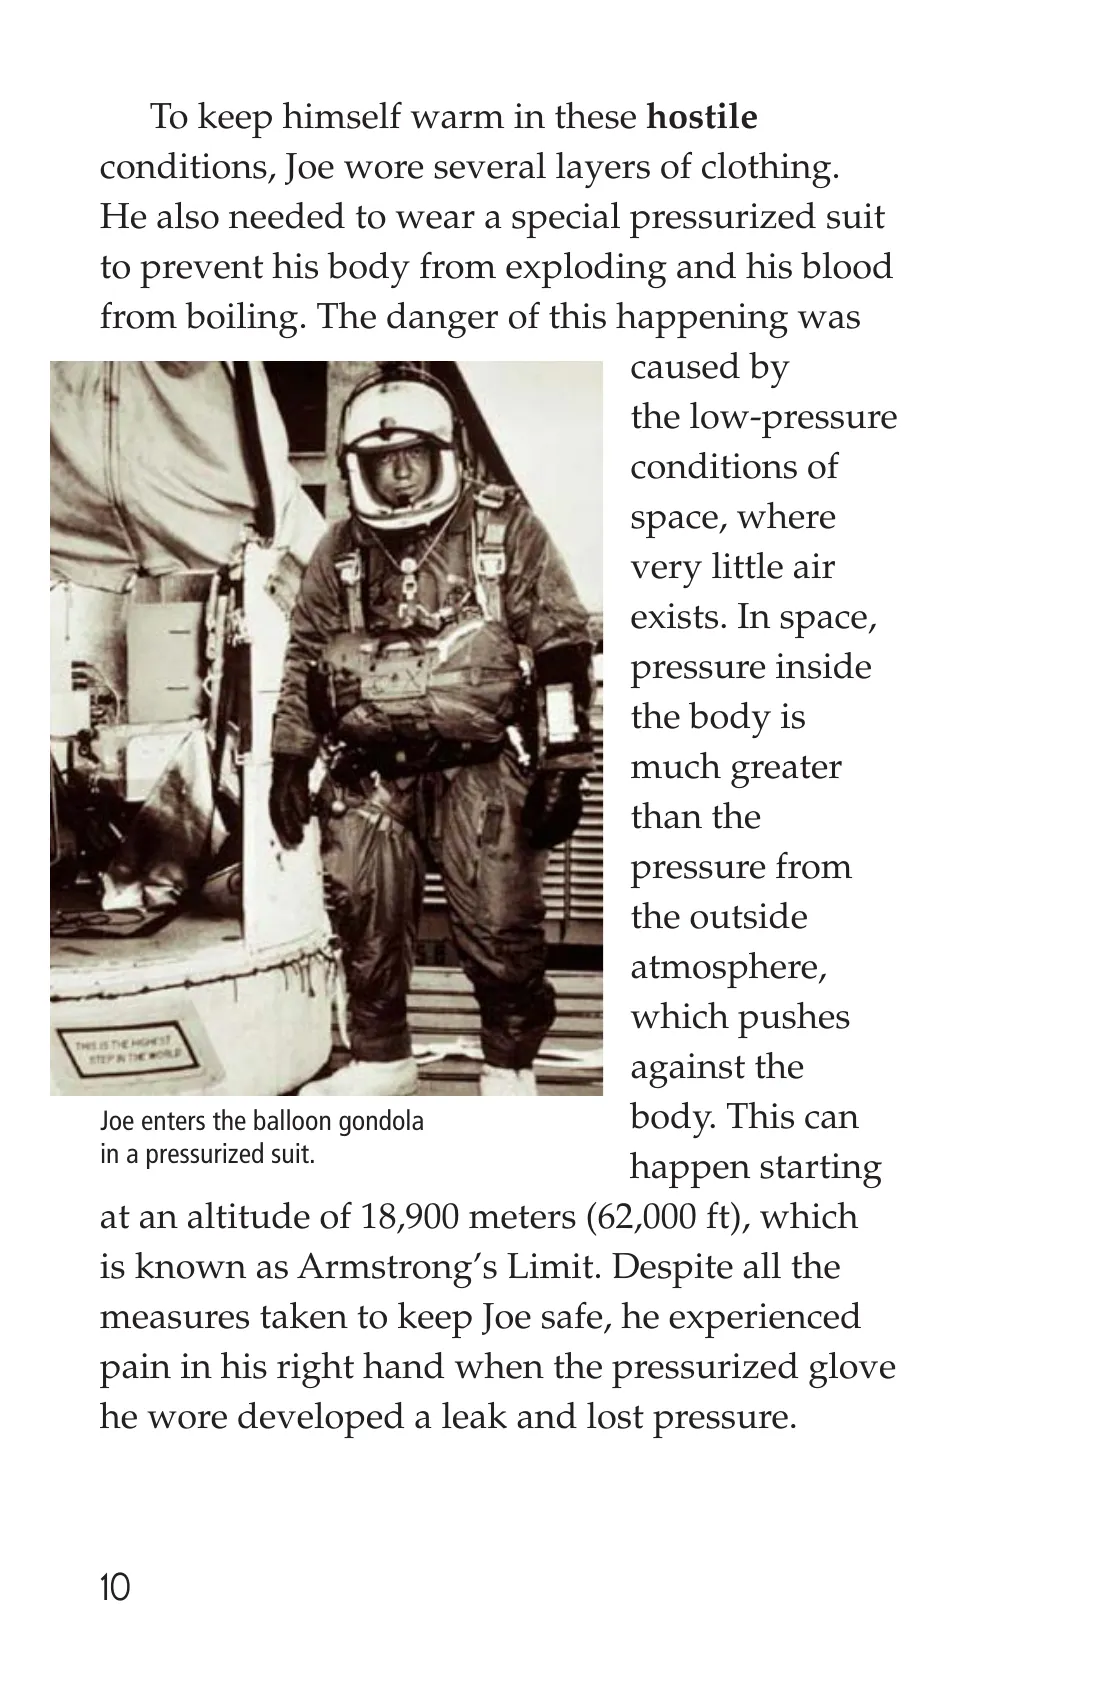 To keep himself warm in these hostile
conditions, Joe wore several layers of clothing.
He also needed to wear a special pressurized suit
to prevent his body from exploding and his blood
from boiling. The danger of this happening was
caused by
the low-pressure
conditions of
space, where
very little air
exists. In space,
pressure inside
the body is
much greater
than the
pressure from
the outside
atmosphere,
which pushes
against the
body. This can
happen starting
at an altitude of 18,900 meters (62,000 ft), which
is known as Armstrong’s Limit. Despite all the
measures taken to keep Joe safe, he experienced
pain in his right hand when the pressurized glove
he wore developed a leak and lost pressure.
THIS IS THE HIGHEST
STEP IN THE WORLD
Joe enters the balloon gondola
in a pressurized suit.
10